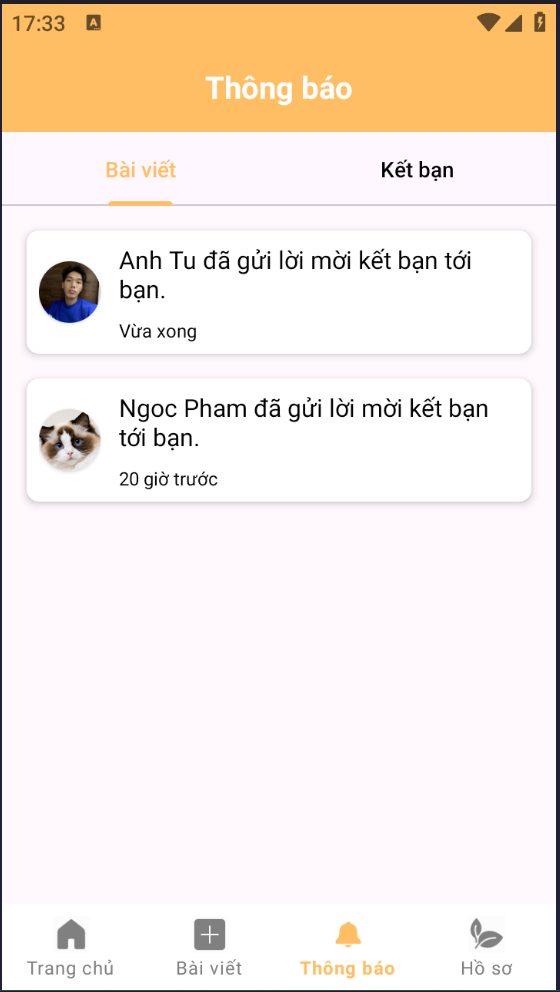 17:33
A
Thông báo
Bài viết
Kết bạn
Anh Tu đã gửi lời mời kết bạn tới
bạn.
Vừa xong
Ngoc Pham đã gửi lời mời kết bạn
tới bạn.
20 giờ trước
Trang chủ
Bài viết
Thông báo
Hồ sơ